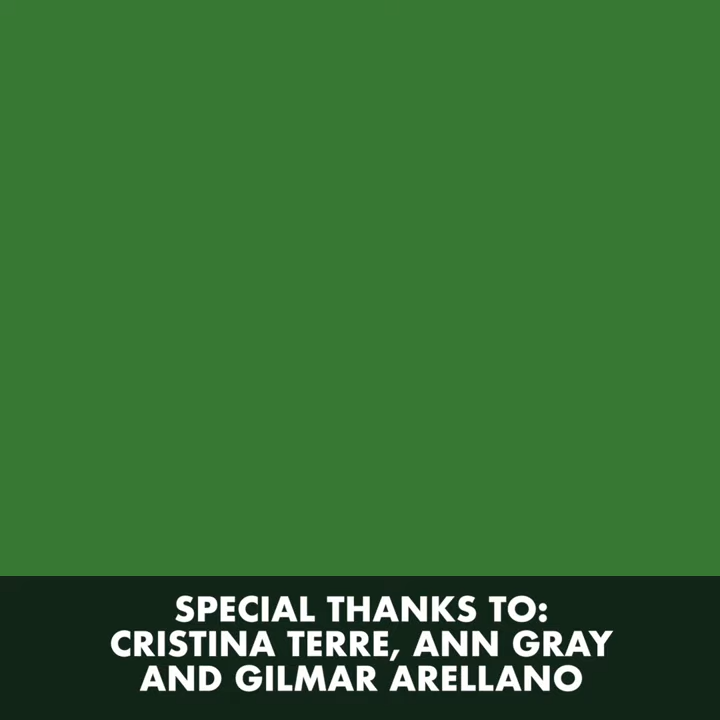 SPECIAL THANKS TO:
CRISTINA TERRE, ANN GRAY
AND GILMAR ARELLANO